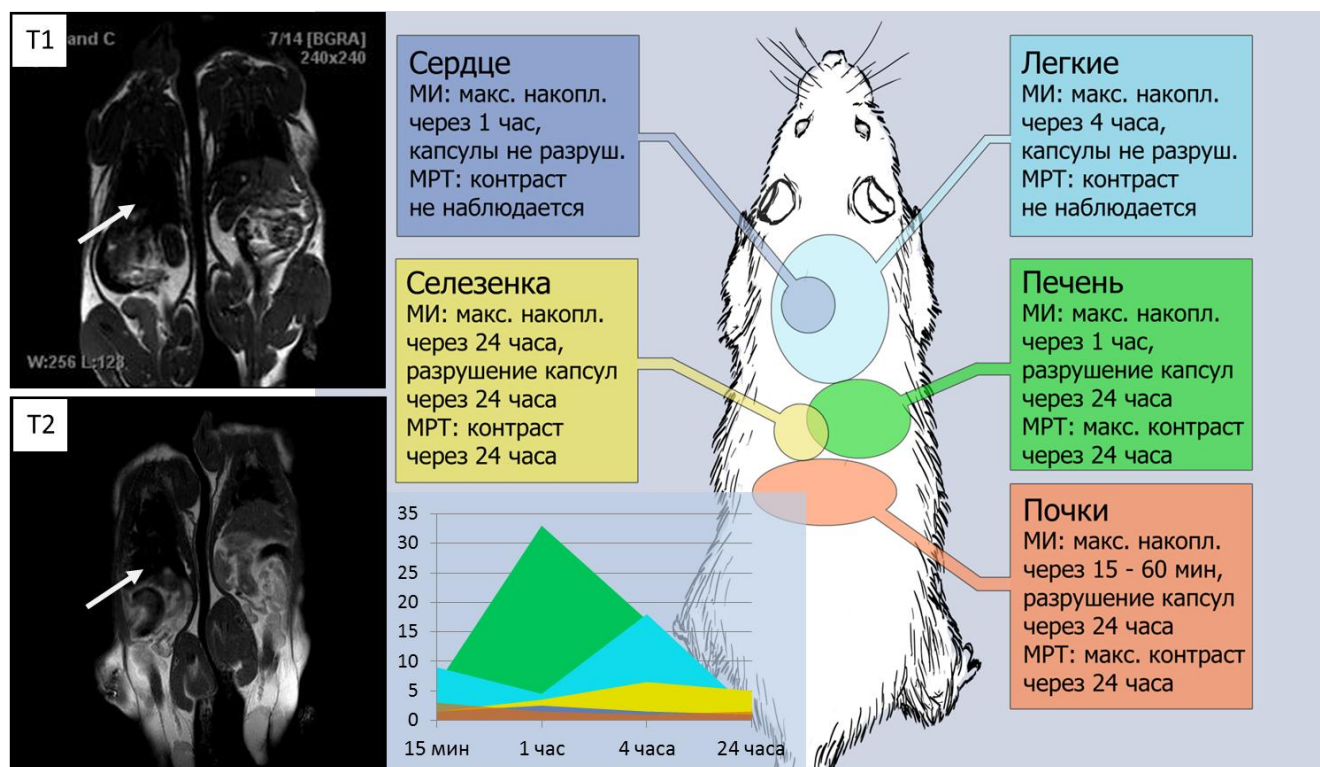 T1
and C
7/14 [BGRA]
240x240
W:256 L:123
T2
Сердце
МИ: макс. накопл.
через 1 час,
капсулы не разруш.
МРТ: контраст
не наблюдается
Легкие
МИ: макс. накопл.
через 4 часа,
капсулы не разруш.
МРТ: контраст
не наблюдается
Селезенка
МИ: макс. накопл.
через 24 часа,
разрушение капсул
через 24 часа
МРТ: контраст
через 24 часа
Печень
МИ: макс. накопл.
через 1 час,
разрушение капсул
через 24 часа
МРТ: макс. контраст
через 24 часа
Почки
МИ: макс. накопл.
через 15 - 60 мин,
разрушение капсул
через 24 часа
МРТ: макс. контраст
через 24 часа
35
30
25
20
15
10
5
0
15 мин 1 час 4 часа 24 часа